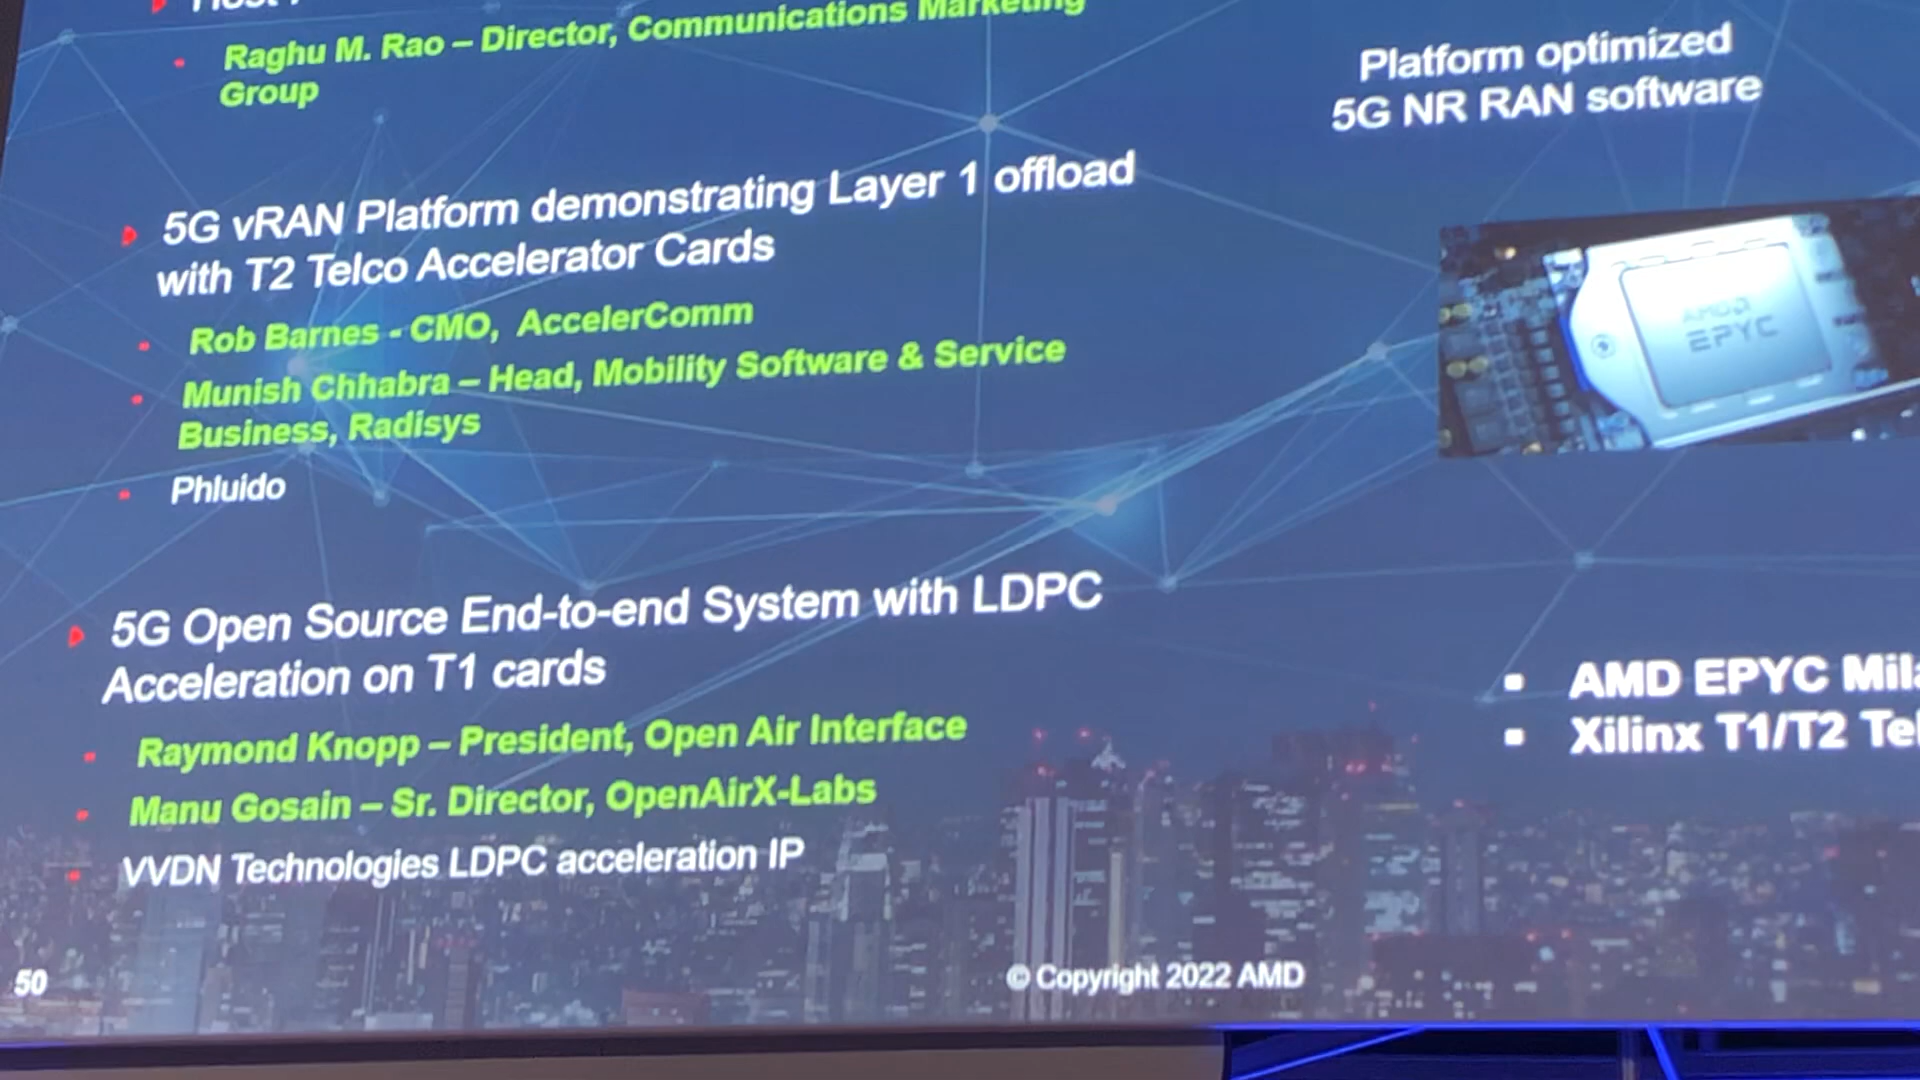 Raghu M. Rao – Director, Communications Marketing
Group
5G vRAN Platform demonstrating Layer 1 offload
with T2 Telco Accelerator Cards
Rob Barnes - CMO, AccelerComm
Munish Chhabra – Head, Mobility Software & Service
Business, Radisys
Phluido
5G Open Source End-to-end System with LDPC
Acceleration on T1 cards
Raymond Knopp – President, Open Air Interface
Manu Gosain – Sr. Director, OpenAirX-Labs
VVDN Technologies LDPC acceleration IP
Platform optimized
5G NR RAN software
AMD
EPYC
AMD EPYC
Xilinx T1/T2
50
© Copyright 2022 AMD